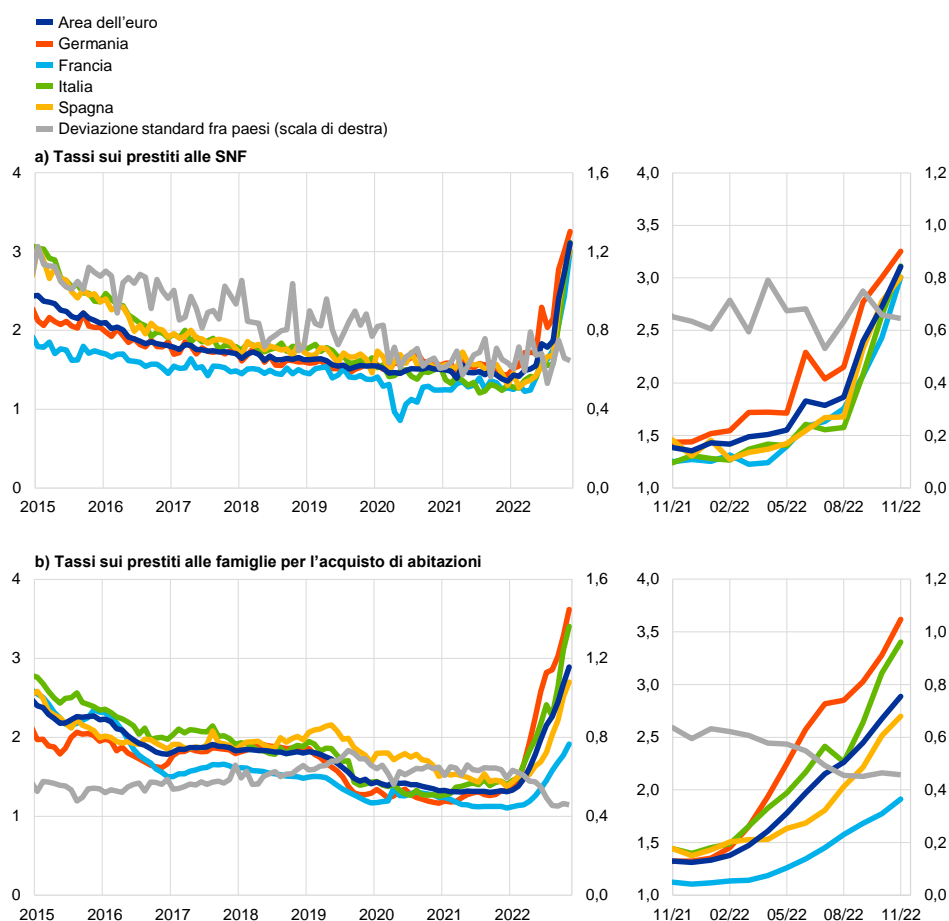 Area dell'euro
Germania
Francia
Italia
Spagna
Deviazione standard fra paesi (scala di destra)
a) Tassi sui prestiti alle SNF
4 1,6 4,0 1,2
3,5 1,0
3 1,2 3,0 0,8
2 0,8 2,5 0,6
2,0 0,4
1 0,4 1,5 0,2
0 0,0 1,0 0,0
2015 2016 2017 2018 2019 2020 2021 2022 11/21 02/22 05/22 08/22 11/22
b) Tassi sui prestiti alle famiglie per l’acquisto di abitazioni
4 1,6 4,0 1,2
3,5 1,0
3 1,2 3,0 0,8
2 0,8 2,5 0,6
2,0 0,4
1 0,4 1,5 0,2
0 0,0 1,0 0,0
2015 2016 2017 2018 2019 2020 2021 2022 11/21 02/22 05/22 08/22 11/22